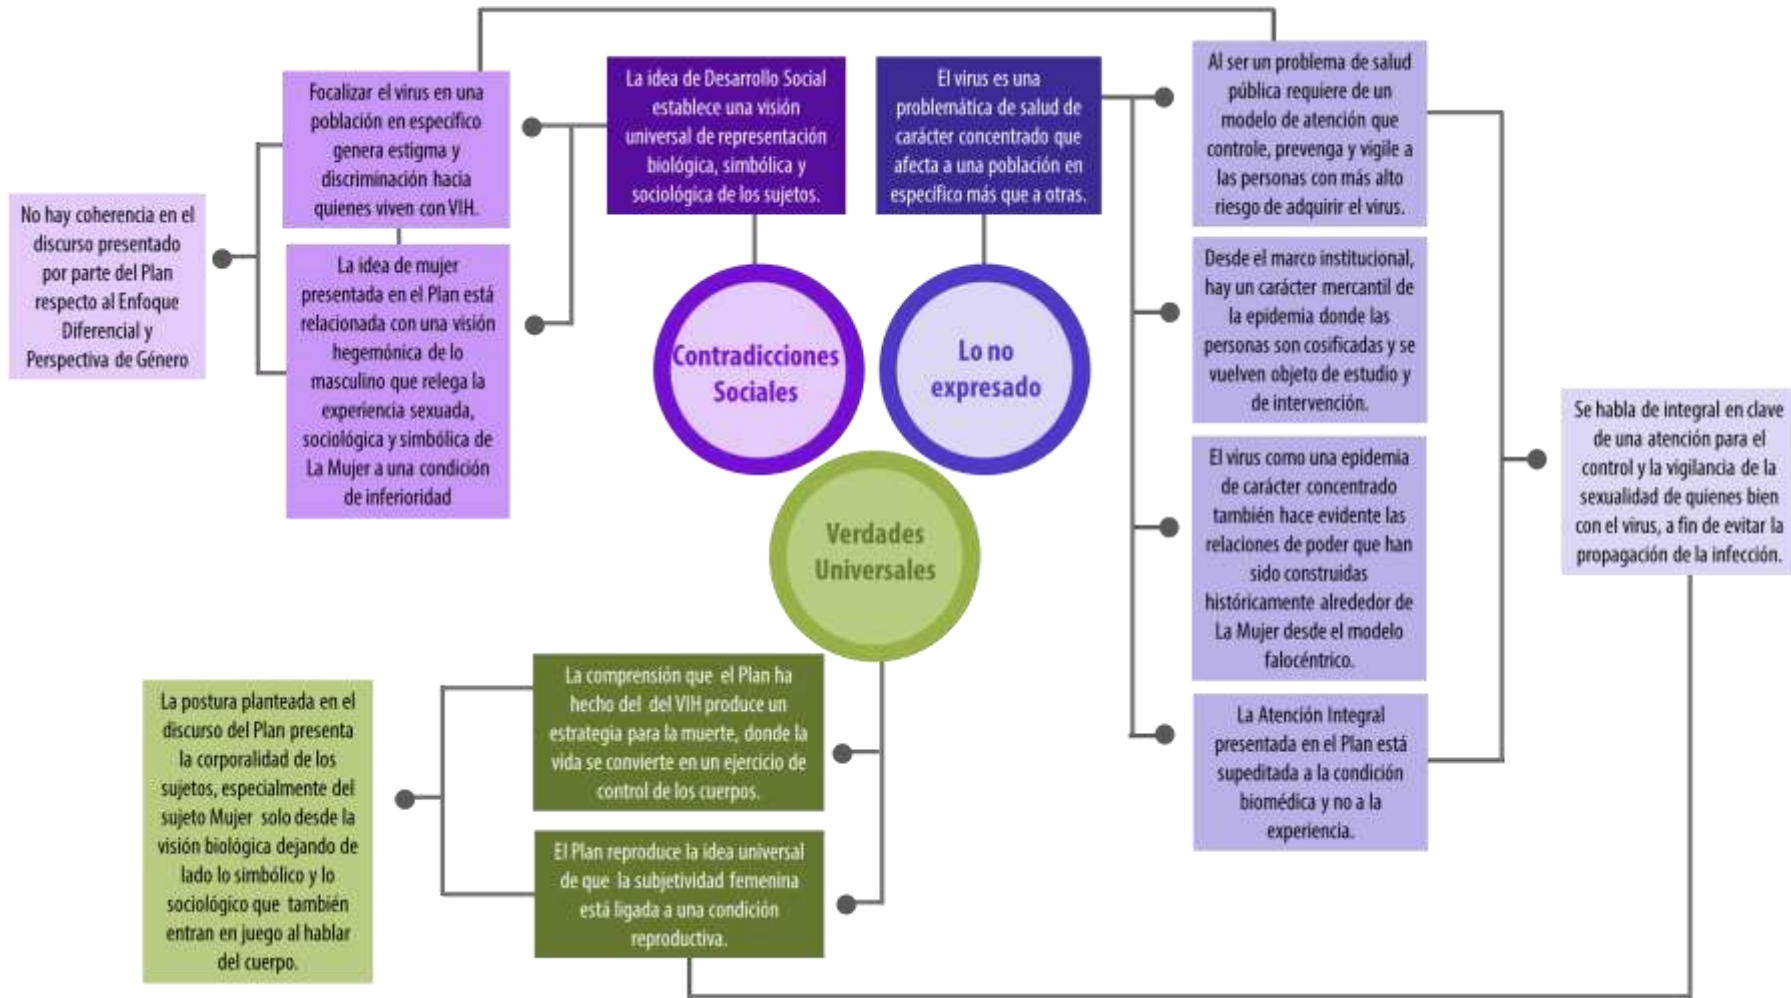 No hay coherencia en el
discurso presentado
por parte del Plan
respecto al Enfoque
Diferencial y
Perspectiva de Género
Focalizar el virus en una
población en específico
genera estigma y
discriminación hacia
quienes viven con VIH.
La idea de mujer
presentada en el Plan está
relacionada con una visión
hegemónica de lo
masculino que relega la
experiencia sexuada,
sociológica y simbólica de
La Mujer a una condición
de inferioridad
La idea de Desarrollo Social
establece una visión
universal de representación
biológica, simbólica y
sociológica de los sujetos.
Contradicciones
Sociales
El virus es una
problemática de salud de
carácter concentrado que
afecta a una población en
específico más que a otras.
Lo no
expresado
Al ser un problema de salud
pública requiere de un
modelo de atención que
controle, prevenga y vigile a
las personas con más alto
riesgo de adquirir el virus.
Desde el marco institucional,
hay un carácter mercantil de
la epidemia donde las
personas son cosificadas y se
vuelven objeto de estudio y
de intervención.
El virus como una epidemia
de carácter concentrado
también hace evidente las
relaciones de poder que han
sido construidas
históricamente alrededor de
La Mujer desde el modelo
falocéntrico.
La Atención Integral
presentada en el Plan está
supeditada a la condición
biomédica y no a la
experiencia.
Se habla de integral en clave
de una atención para el
control y la vigilancia de la
sexualidad de quienes bien
con el virus, a fin de evitar la
propagación de la infección.
Verdades
Universales
La comprensión que el Plan ha
hecho del del VIH produce un
estrategia para la muerte, donde la
vida se convierte en un ejercicio de
control de los cuerpos.
El Plan reproduce la idea universal
de que la subjetividad femenina
está ligada a una condición
reproductiva.
La postura planteada en el
discurso del Plan presenta
la corporalidad de los
sujetos, especialmente del
sujeto Mujer solo desde la
visión biológica dejando de
lado lo simbólico y lo
sociológico que también
entran en juego al hablar
del cuerpo.